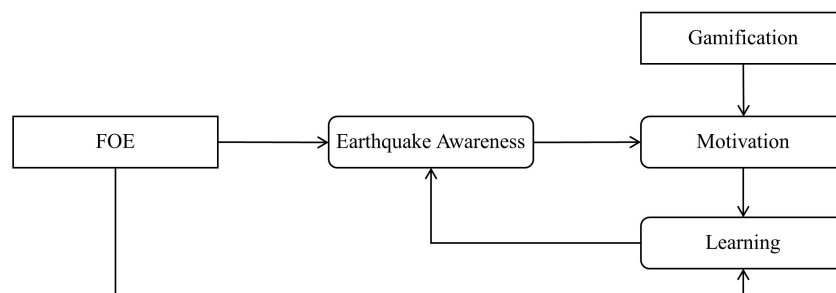 Gamification
FOE
Earthquake Awareness
Motivation
Learning